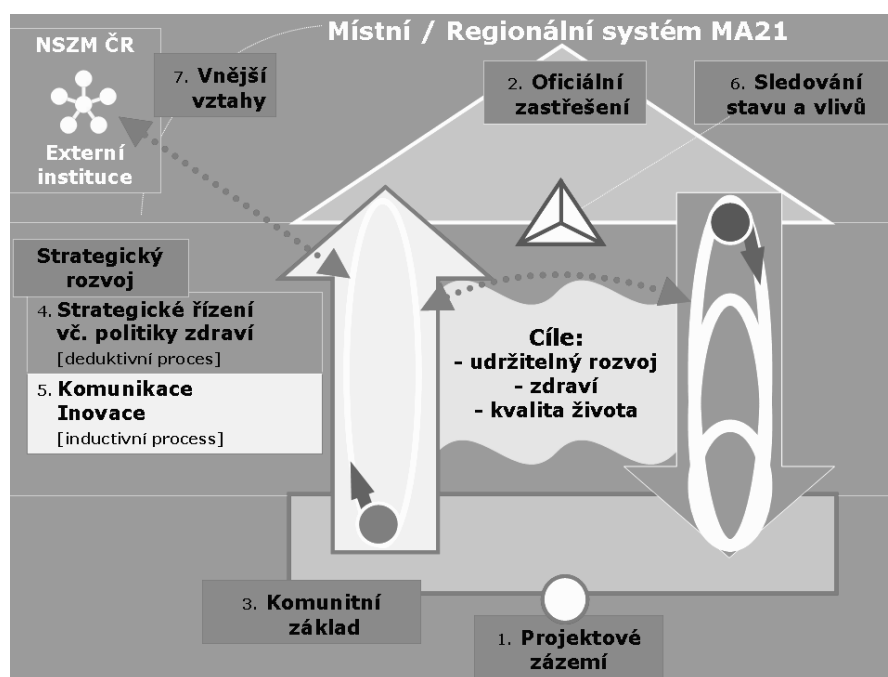 Místní / Regionální systém MA21
NSZM ČR
Externí
instituce
7. Vnější
vztahy
2. Oficiální
zastřešení
6. Sledování
stavu a vlivů
Strategický
rozvoj
4. Strategické řízení
vč. politiky zdraví
[deduktivní proces]
5. Komunikace
Inovace
[inductivní process]
Cíle:
- udržitelný rozvoj
- zdraví
- kvalita života
3. Komunitní
základ
1. Projektové
zázemí